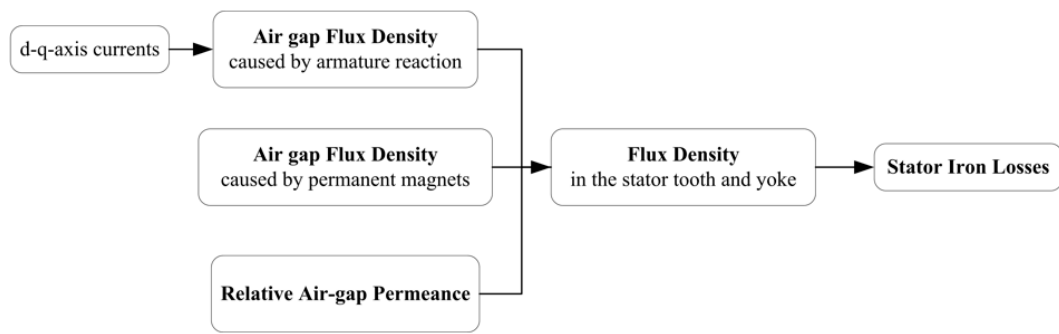 d-q-axis currents
Air gap Flux Density
caused by armature reaction
Air gap Flux Density
caused by permanent magnets
Flux Density
in the stator tooth and yoke
Stator Iron Losses
Relative Air-gap Permeance